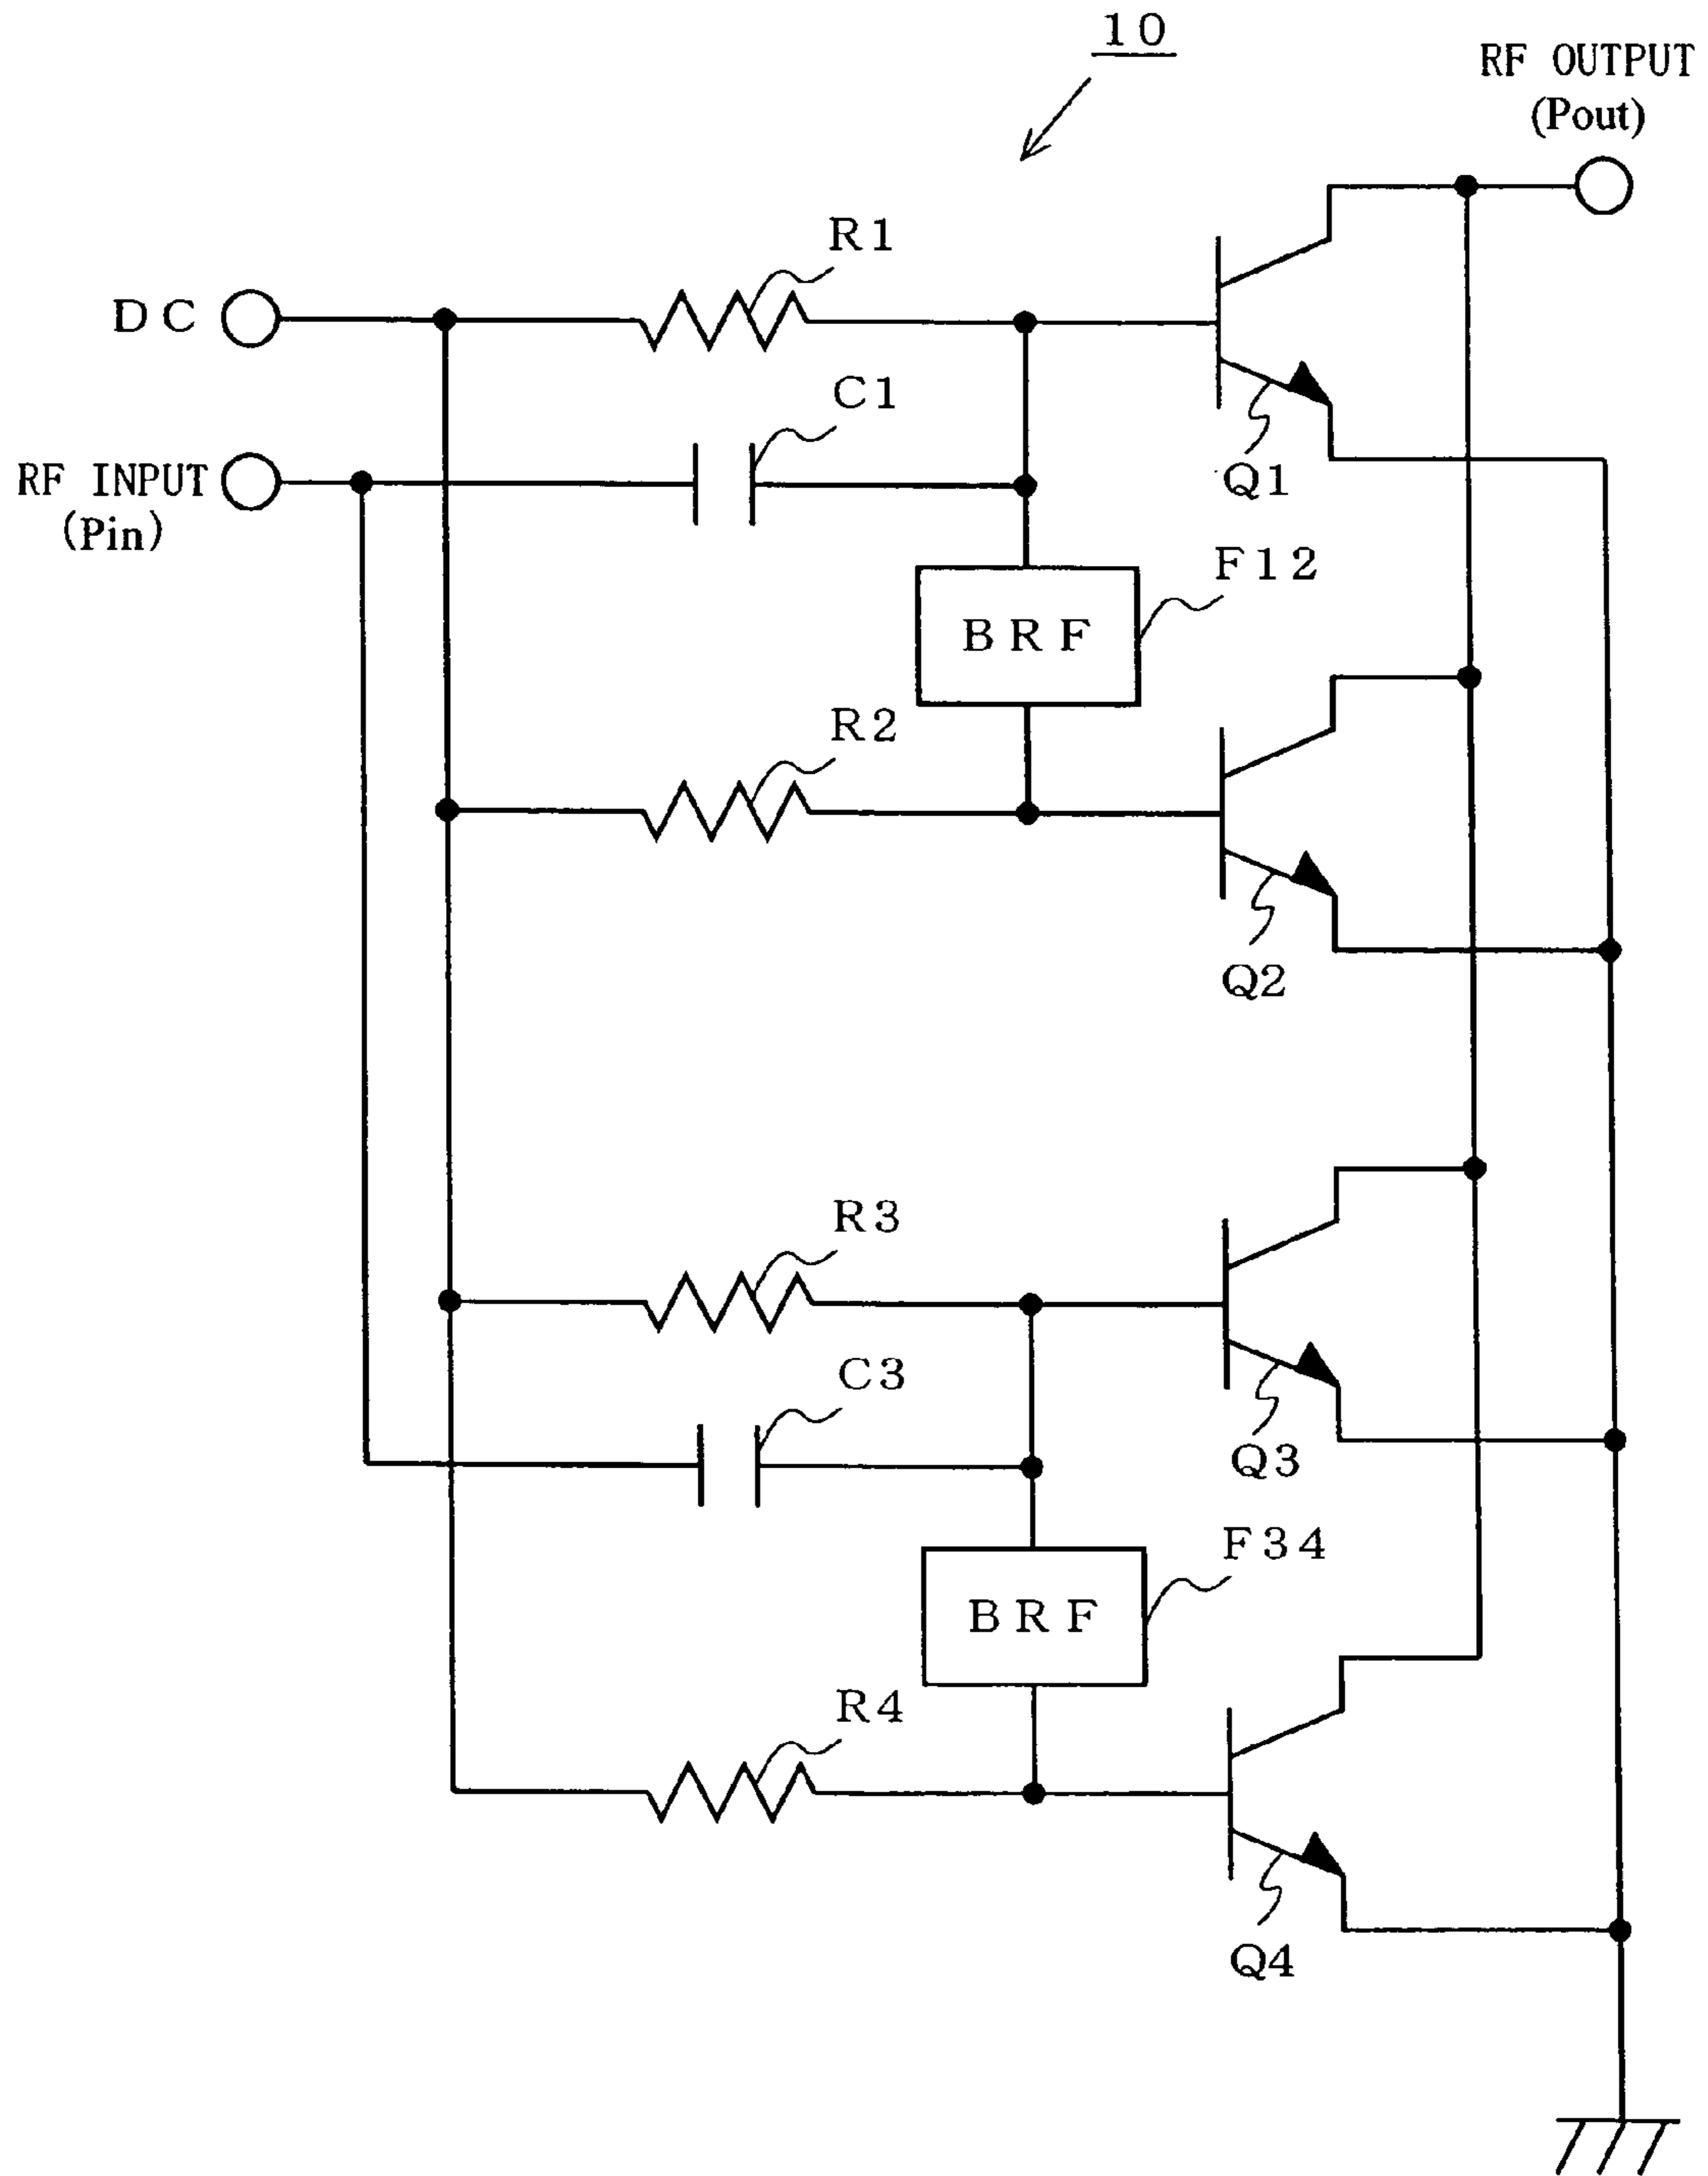 10
RF OUTPUT
(Pout)
R1
DC
C1
RF INPUT
(Pin)
Q1
F12
BRF
R2
Q2
R3
C3
Q3
F34
BRF
R4
Q4